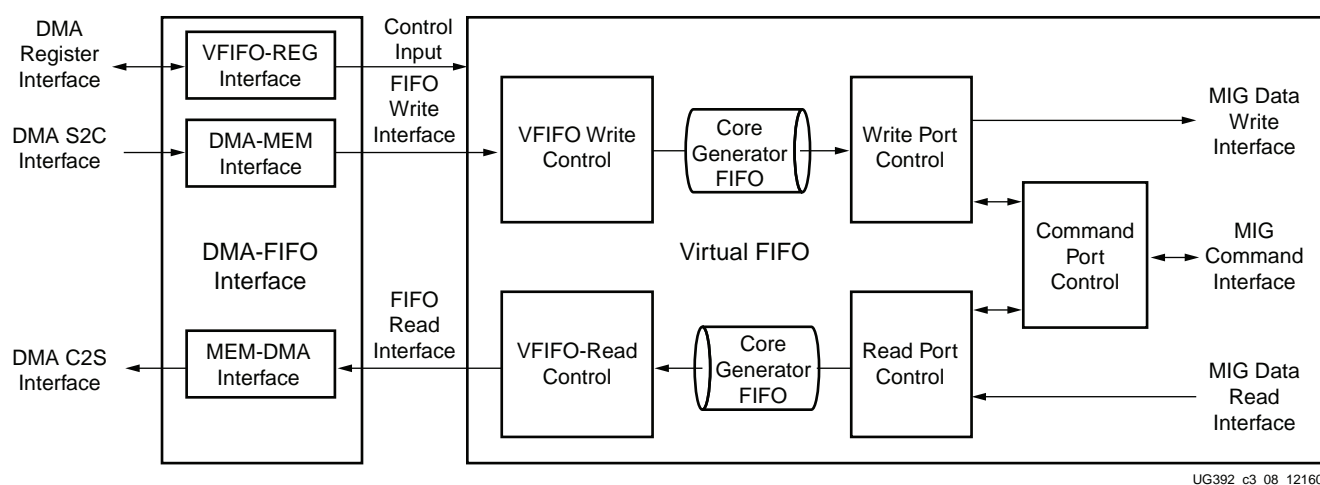 DMA
Register
Interface
VFIFO-REG
Interface
Control
Input
FIFO
Write
Interface
DMA S2C
Interface
DMA-MEM
Interface
VFIFO Write
Control
Core
Generator
FIFO
Write Port
Control
MIG Data
Write
Interface
DMA-FIFO
Interface
Virtual FIFO
Command
Port
Control
MIG
Command
Interface
DMA C2S
Interface
MEM-DMA
Interface
FIFO
Read
Interface
VFIFO-Read
Control
Core
Generator
FIFO
Read Port
Control
MIG Data
Read
Interface
UG392_c3_08_12160